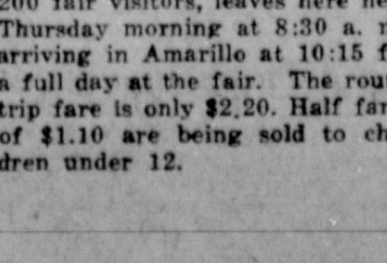 200 fair visitors, leaves here
Thursday morning at 8:30 a.
arriving in Amarillo at 10:15 f
a full day at the fair. The rou
trip fare is only $2.20. Half far
of $1.10 are being sold to ch
dren under 12.